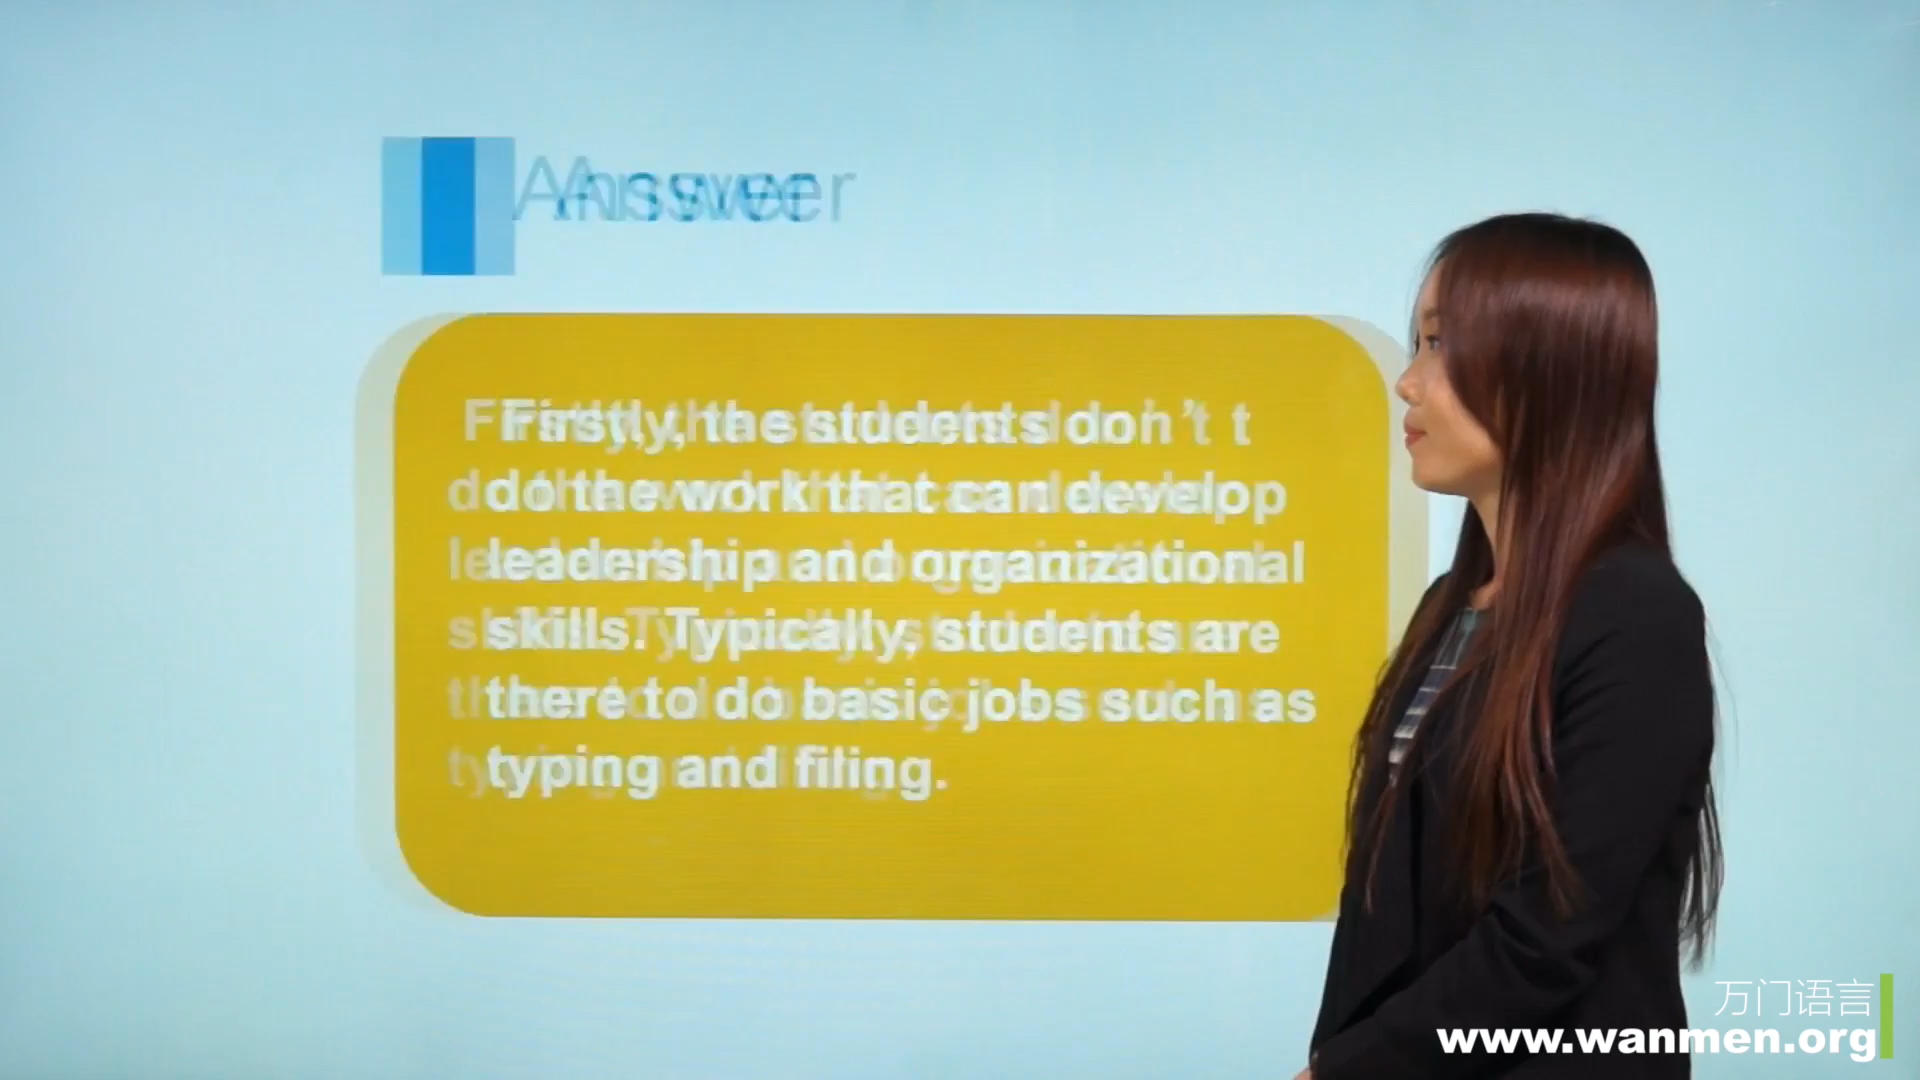 Answer
Firstly, the students don't
do the work that can develop
leadership and organizational
skills. Typically, students are
there to do basic jobs such as
typing and filing.
万门语言
www.wanmen.org